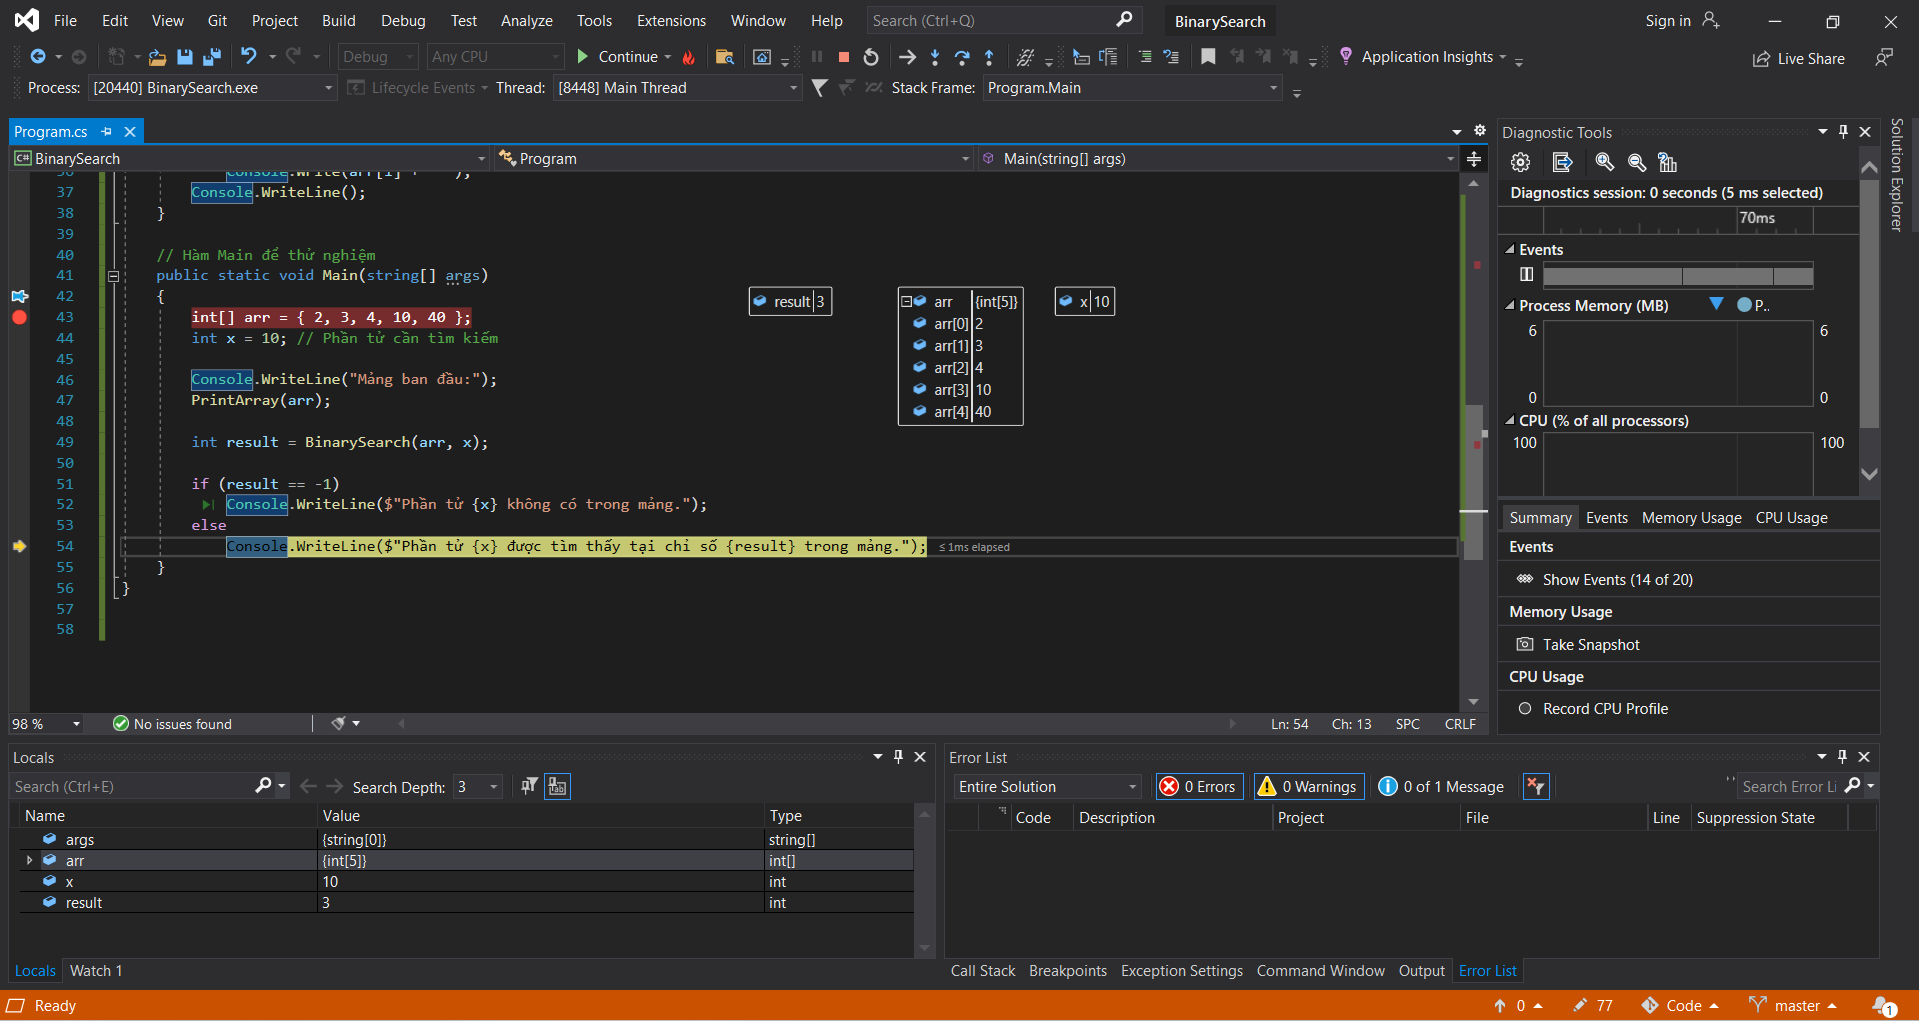 File Edit View Git Project Build Debug Test Analyze Tools Extensions Window Help Search (Ctrl+Q) BinarySearch Sign in
Debug Any CPU Continue Application Insights Live Share
Process: [20440] BinarySearch.exe Lifecycle Events Thread: [8448] Main Thread Stack Frame: Program.Main
Program.cs
C# BinarySearch Program Main(string[] args)
37 Console.WriteLine();
38 }
39
40 // Hàm Main để thử nghiệm
41 public static void Main(string[] args)
42 {
43 int[] arr = { 2, 3, 4, 10, 40 };
44 int x = 10; // Phần tử cần tìm kiếm
45
46 Console.WriteLine("Mảng ban đầu:");
47 PrintArray(arr);
48
49 int result = BinarySearch(arr, x);
50
51 if (result == -1)
52 Console.WriteLine($"Phần tử {x} không có trong mảng.");
53 else
54 Console.WriteLine($"Phần tử {x} được tìm thấy tại chỉ số {result} trong mảng."); ≤ 1ms elapsed
55 }
56 }
57
58
result 3
arr {int[5]}
arr[0] 2
arr[1] 3
arr[2] 4
arr[3] 10
arr[4] 40
x 10
98 % No issues found Ln: 54 Ch: 13 SPC CRLF
Diagnostic Tools
Diagnostics session: 0 seconds (5 ms selected)
70ms
Events
Process Memory (MB) P..
6 6
0 0
CPU (% of all processors)
100 100
Summary Events Memory Usage CPU Usage
Events
Show Events (14 of 20)
Memory Usage
Take Snapshot
CPU Usage
Record CPU Profile
Solution Explorer
Locals
Search (Ctrl+E) Search Depth: 3
Name Value Type
args {string[0]} string[]
arr {int[5]} int[]
x 10 int
result 3 int
Locals Watch 1
Error List
Entire Solution 0 Errors 0 Warnings 0 of 1 Message Search Error Li
Code Description Project File Line Suppression State
Call Stack Breakpoints Exception Settings Command Window Output Error List
Ready 0 77 Code master 1